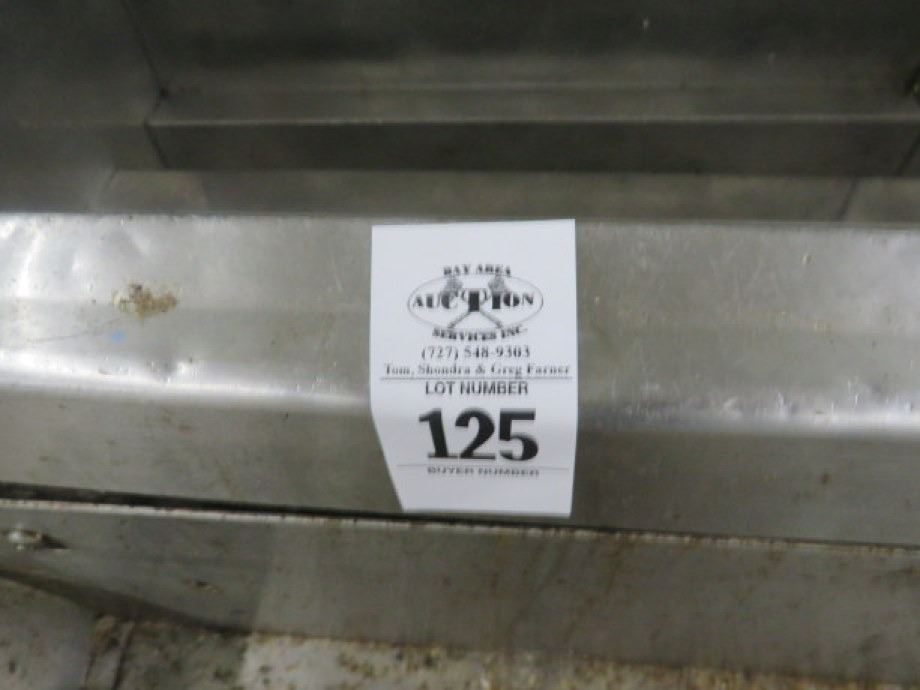 BAY AREA
AUCTION
SERVICES INC.
(727) 548-9303
Tom, Shondra & Greg Farner
LOT NUMBER
125
BUYER NUMBER